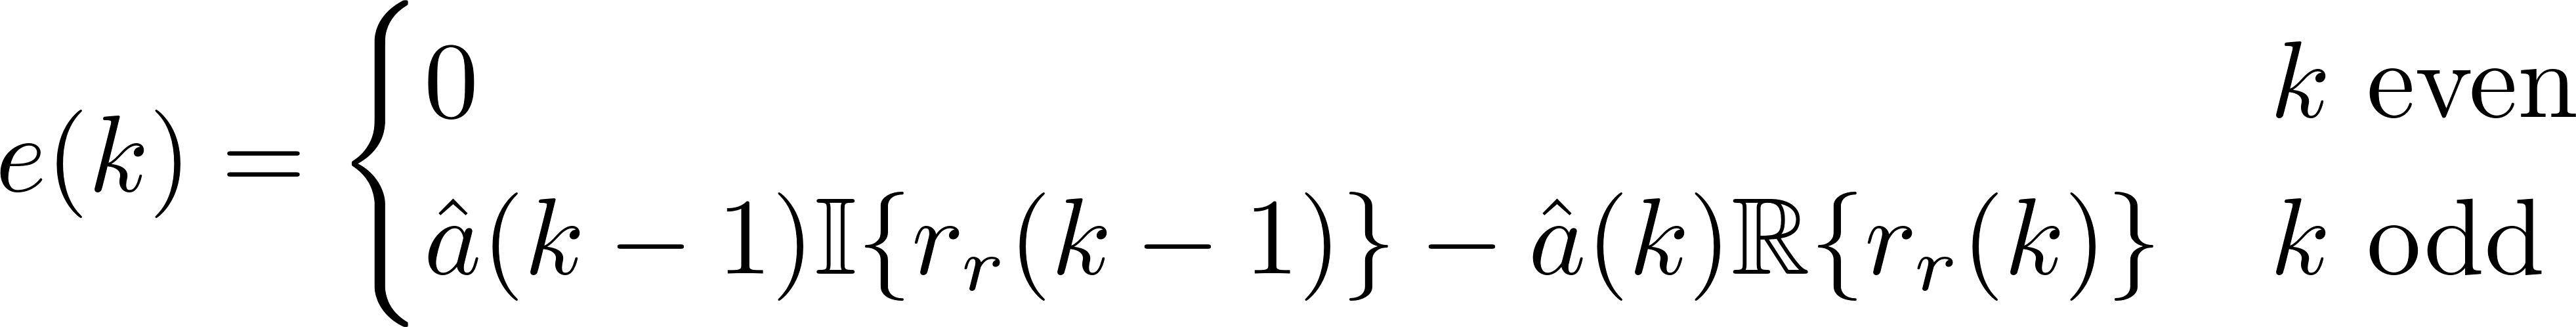 e(k) = { 0 k even
â(k − 1)𝕀{r_r(k − 1)} − â(k)ℝ{r_r(k)} k odd